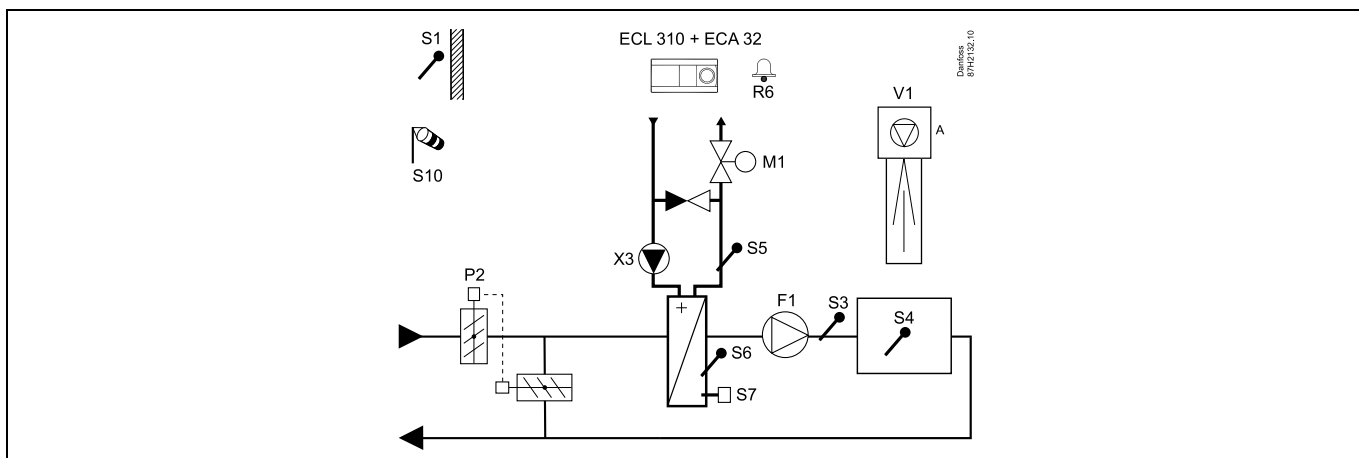 S1
ECL 310 + ECA 32
R6
Danfoss
87H2132.10
V1
A
S10
M1
S5
X3
P2
F1
S3
S4
+
S6
S7